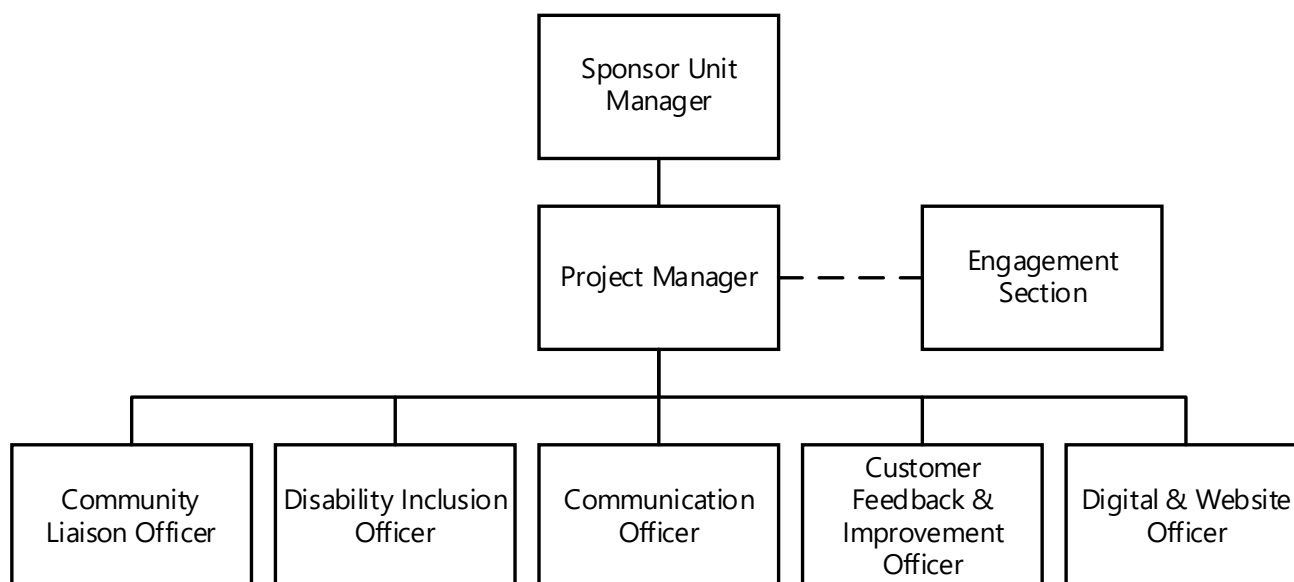 Sponsor Unit
Manager
Project Manager
Engagement
Section
Community
Liaison Officer
Disability Inclusion
Officer
Communication
Officer
Customer
Feedback &
Improvement
Officer
Digital & Website
Officer